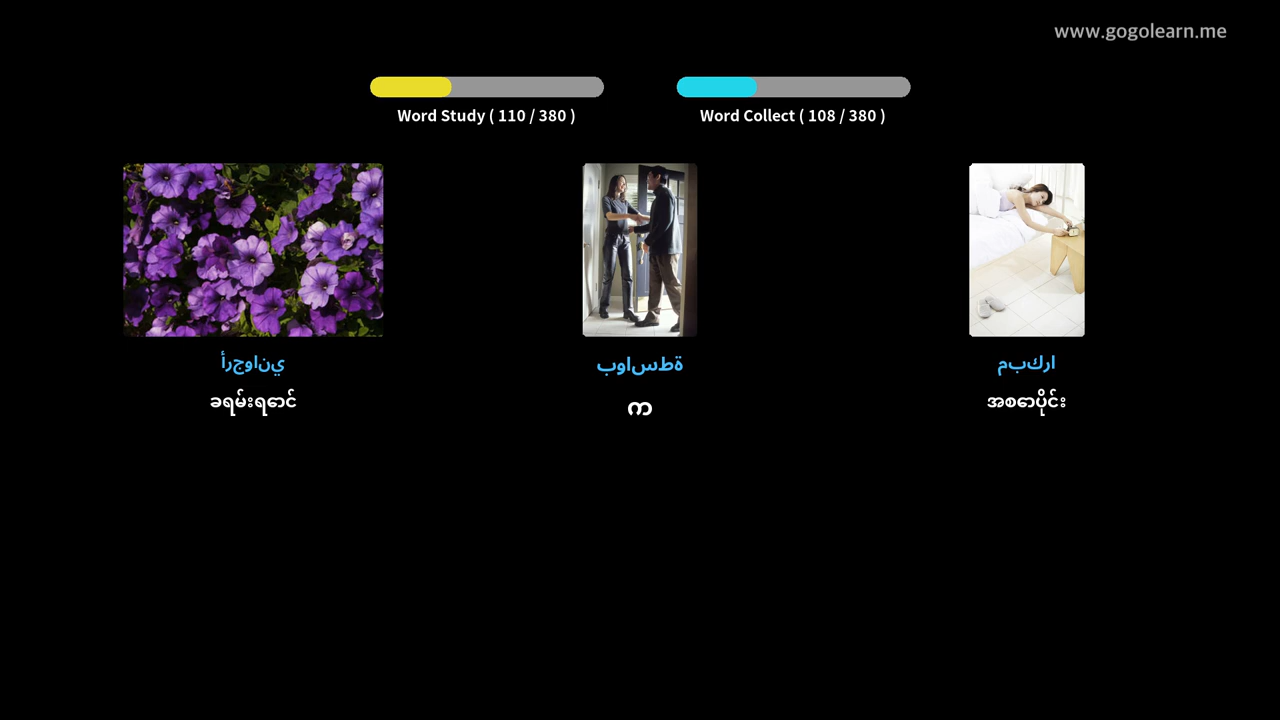 www.gogolearn.me
Word Study ( 110 / 380 )
Word Collect ( 108 / 380 )
أرجواني
بواسطة
مبكرا
ခရမ်းရောင်
က
အစောပိုင်း